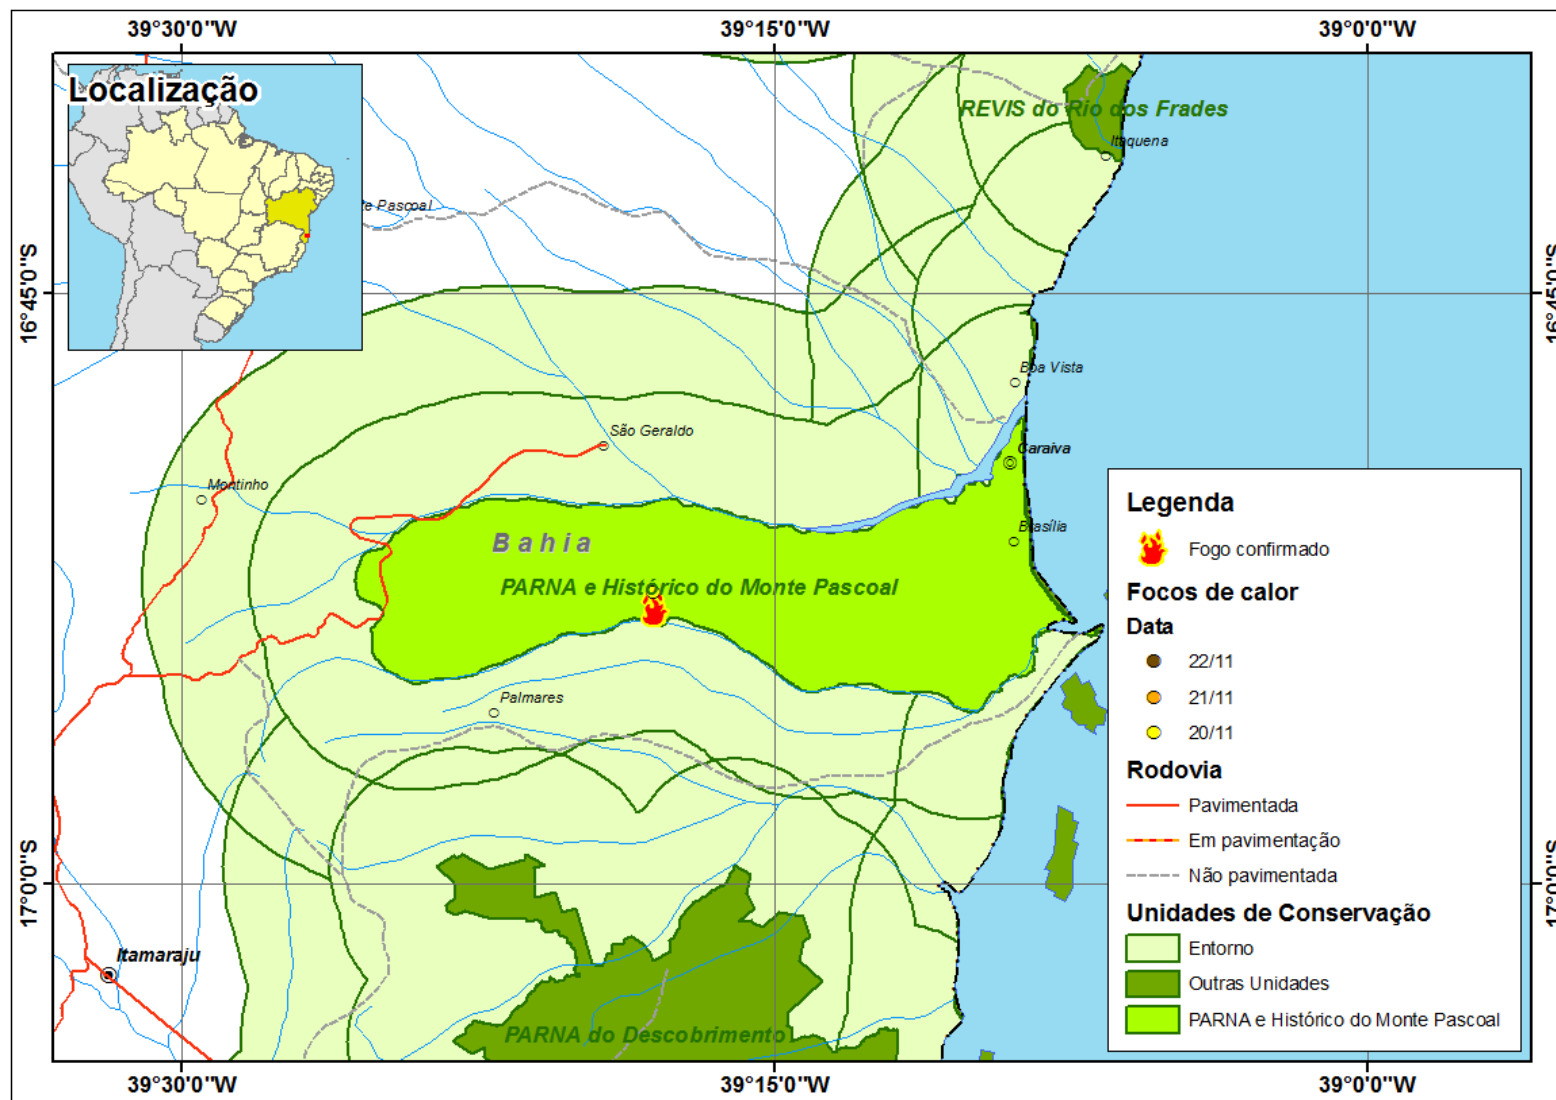 39°30'0"W
39°15'0"W
39°0'0"W
Localização
REVIS do Rio dos Frades
Itaquena
te Pascoal
16°45'0"S
16°45'0"S
Boa Vista
São Geraldo
Caraiva
Montinho
Bahia
Brasília
PARNA e Histórico do Monte Pascoal
Palmares
17°0'0"S
17°0'0"S
Itamaraju
PARNA do Descobrimento
Legenda
Fogo confirmado
Focos de calor
Data
22/11
21/11
20/11
Rodovia
Pavimentada
Em pavimentação
Não pavimentada
Unidades de Conservação
Entorno
Outras Unidades
PARNA e Histórico do Monte Pascoal
39°30'0"W
39°15'0"W
39°0'0"W